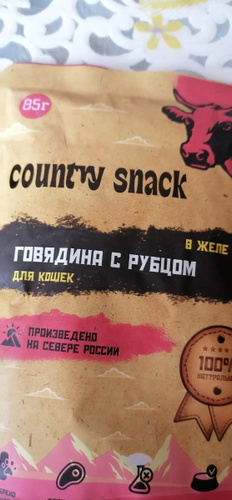 85г
country snack
в желе
говядина с рубцом
для кошек
произведено
на севере России
100%